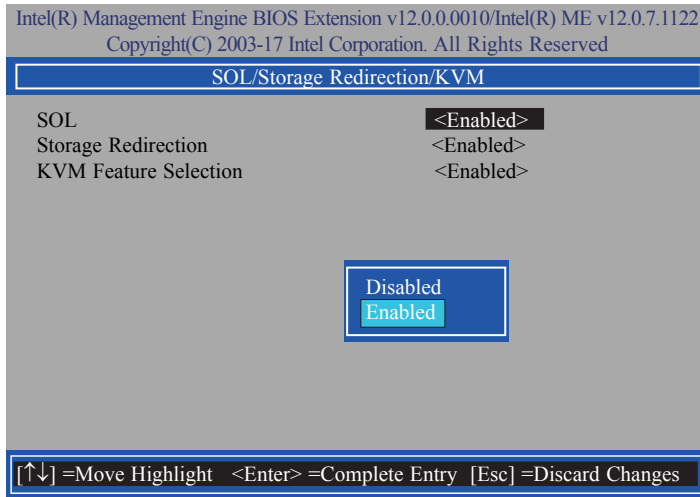 Intel(R) Management Engine BIOS Extension v12.0.0.0010/Intel(R) ME v12.0.7.1122
Copyright(C) 2003-17 Intel Corporation. All Rights Reserved
SOL/Storage Redirection/KVM
SOL <Enabled>
Storage Redirection <Enabled>
KVM Feature Selection <Enabled>
Disabled
Enabled
[↑↓] =Move Highlight <Enter> =Complete Entry [Esc] =Discard Changes